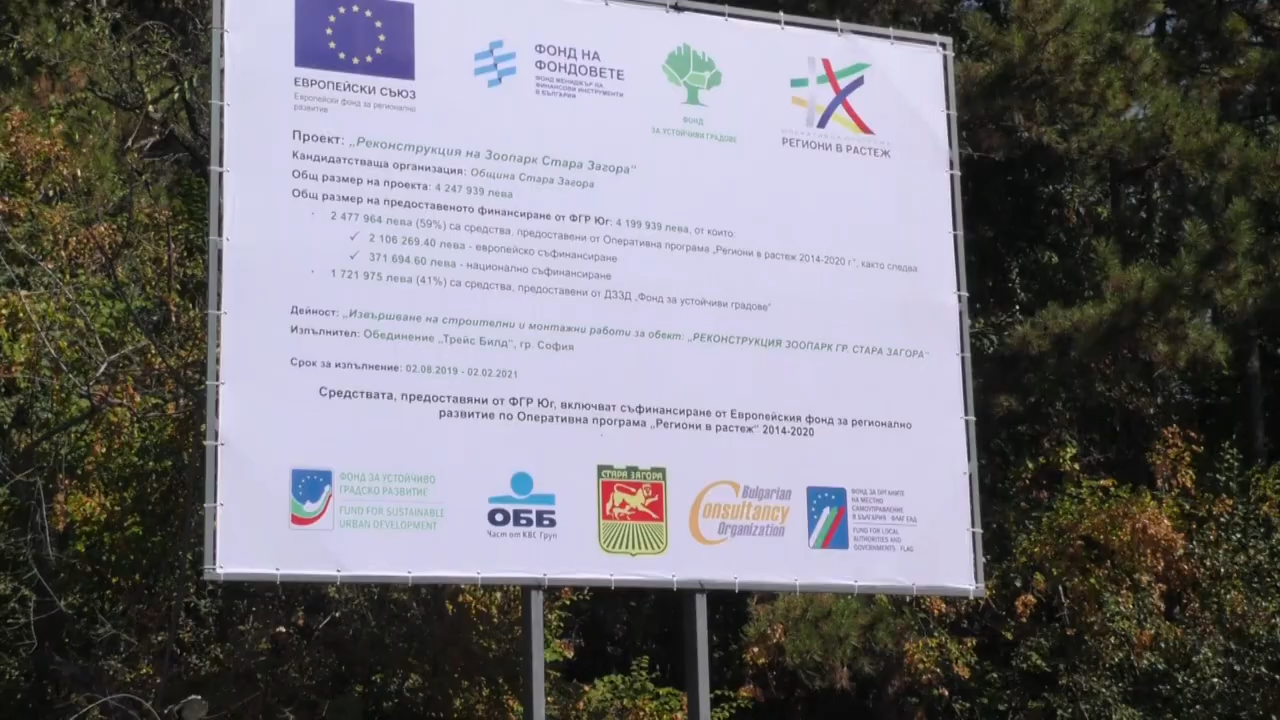 ЕВРОПЕЙСКИ СЪЮЗ
Европейски фонд за регионално
развитие
ФОНД НА
ФОНДОВЕТЕ
ФОНД МЕНИДЖЪР НА
ФИНАНСОВИ ИНСТРУМЕНТИ
В БЪЛГАРИЯ
ФОНД
ЗА УСТОЙЧИВИ ГРАДОВЕ
РЕГИОНИ В РАСТЕЖ
Проект: „Реконструкция на Зоопарк Стара Загора“
Кандидатстваща организация: Община Стара Загора
Общ размер на проекта: 4 247 939 лева
Общ размер на предоставеното финансиране от ФГР Юг: 4 199 939 лева, от които:
· 2 477 964 лева (59%) са средства, предоставени от Оперативна програма „Региони в растеж 2014-2020 г.“, както следва
✓ 2 106 269.40 лева - европейско съфинансиране
✓ 371 694.60 лева - национално съфинансиране
· 1 721 975 лева (41%) са средства, предоставени от ДЗЗД „Фонд за устойчиви градове“
Дейност: „Извършване на строителни и монтажни работи за обект: „РЕКОНСТРУКЦИЯ ЗООПАРК ГР. СТАРА ЗАГОРА“
Изпълнител: Обединение „Трейс Билд“, гр. София
Срок за изпълнение: 02.08.2019 - 02.02.2021
Средствата, предоставяни от ФГР Юг, включват съфинансиране от Европейския фонд за регионално
развитие по Оперативна програма „Региони в растеж“ 2014-2020
ФОНД ЗА УСТОЙЧИВО
ГРАДСКО РАЗВИТИЕ
FUND FOR SUSTAINABLE
URBAN DEVELOPMENT
ОББ
Част от KBC Груп
СТАРА ЗАГОРА
Bulgarian
Consultancy
Organization
ФОНД ЗА ОРГАНИТЕ
НА МЕСТНО
САМОУПРАВЛЕНИЕ
В БЪЛГАРИЯ - ФЛАГ ЕАД
FUND FOR LOCAL
AUTHORITIES AND
GOVERNMENTS - FLAG